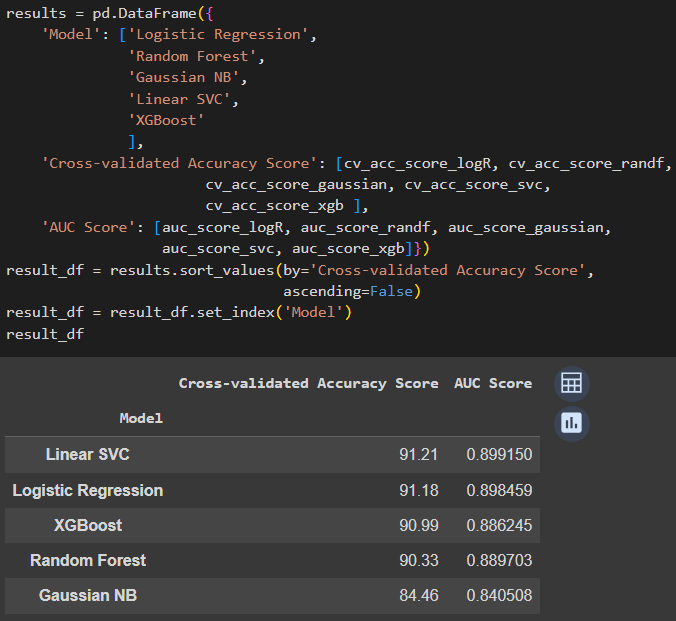 results = pd.DataFrame({
    'Model': ['Logistic Regression',
              'Random Forest',
              'Gaussian NB',
              'Linear SVC',
              'XGBoost'
              ],
    'Cross-validated Accuracy Score': [cv_acc_score_logR, cv_acc_score_randf,
                       cv_acc_score_gaussian, cv_acc_score_svc,
                       cv_acc_score_xgb ],
    'AUC Score': [auc_score_logR, auc_score_randf, auc_score_gaussian,
                  auc_score_svc, auc_score_xgb]})
result_df = results.sort_values(by='Cross-validated Accuracy Score',
                                ascending=False)
result_df = result_df.set_index('Model')
result_df
Cross-validated Accuracy Score AUC Score
Model
Linear SVC 91.21 0.899150
Logistic Regression 91.18 0.898459
XGBoost 90.99 0.886245
Random Forest 90.33 0.889703
Gaussian NB 84.46 0.840508